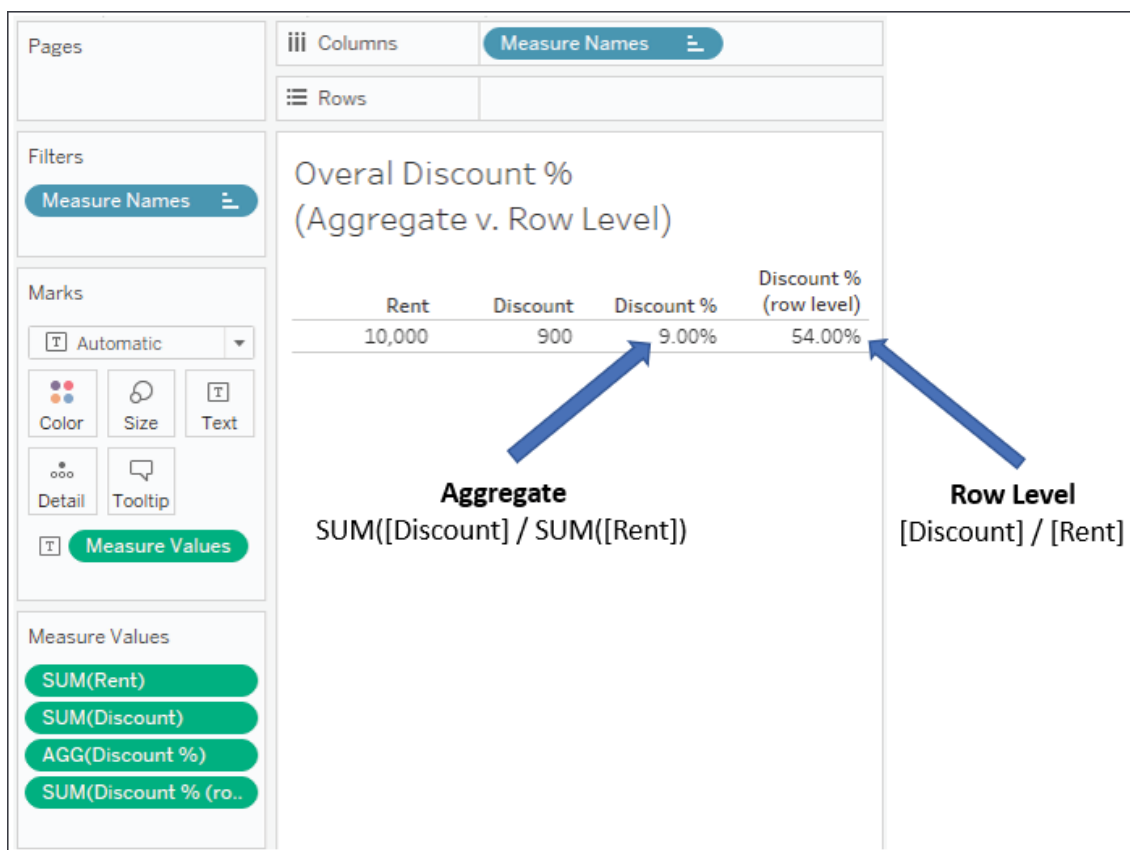 Pages
Columns
Measure Names
Rows
Filters
Measure Names
Overal Discount %
(Aggregate v. Row Level)
Marks
Automatic
Color Size Text
Detail Tooltip
Measure Values
Rent Discount Discount % Discount % (row level)
10,000 900 9.00% 54.00%
Aggregate
SUM([Discount] / SUM([Rent])
Row Level
[Discount] / [Rent]
Measure Values
SUM(Rent)
SUM(Discount)
AGG(Discount %)
SUM(Discount % (ro..